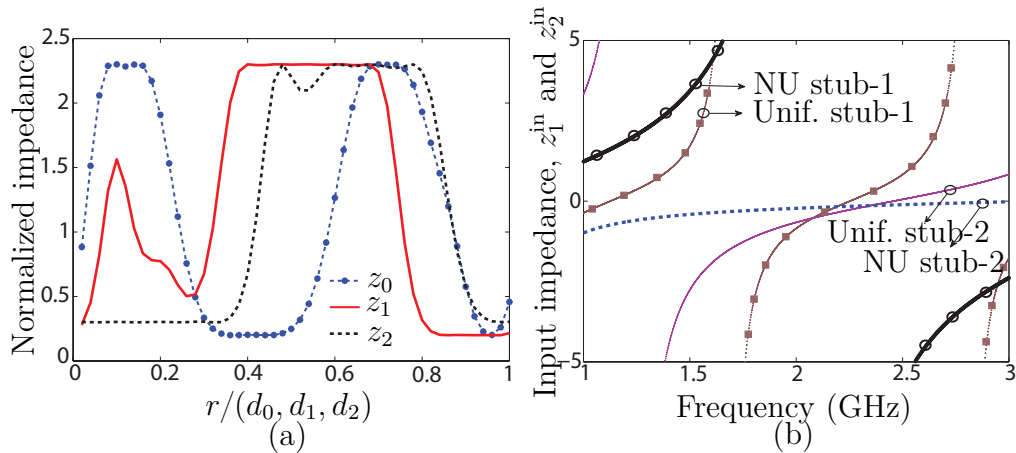 Normalized impedance
2.5
2
1.5
1
0.5
0
z₀
z₁
z₂
0 0.2 0.4 0.6 0.8 1
r/(d₀, d₁, d₂)
(a)
Input impedance, z₁ⁱⁿ and z₂ⁱⁿ
5
0
−5
NU stub-1
Unif. stub-1
Unif. stub-2
NU stub-2
1 1.5 2 2.5 3
Frequency (GHz)
(b)